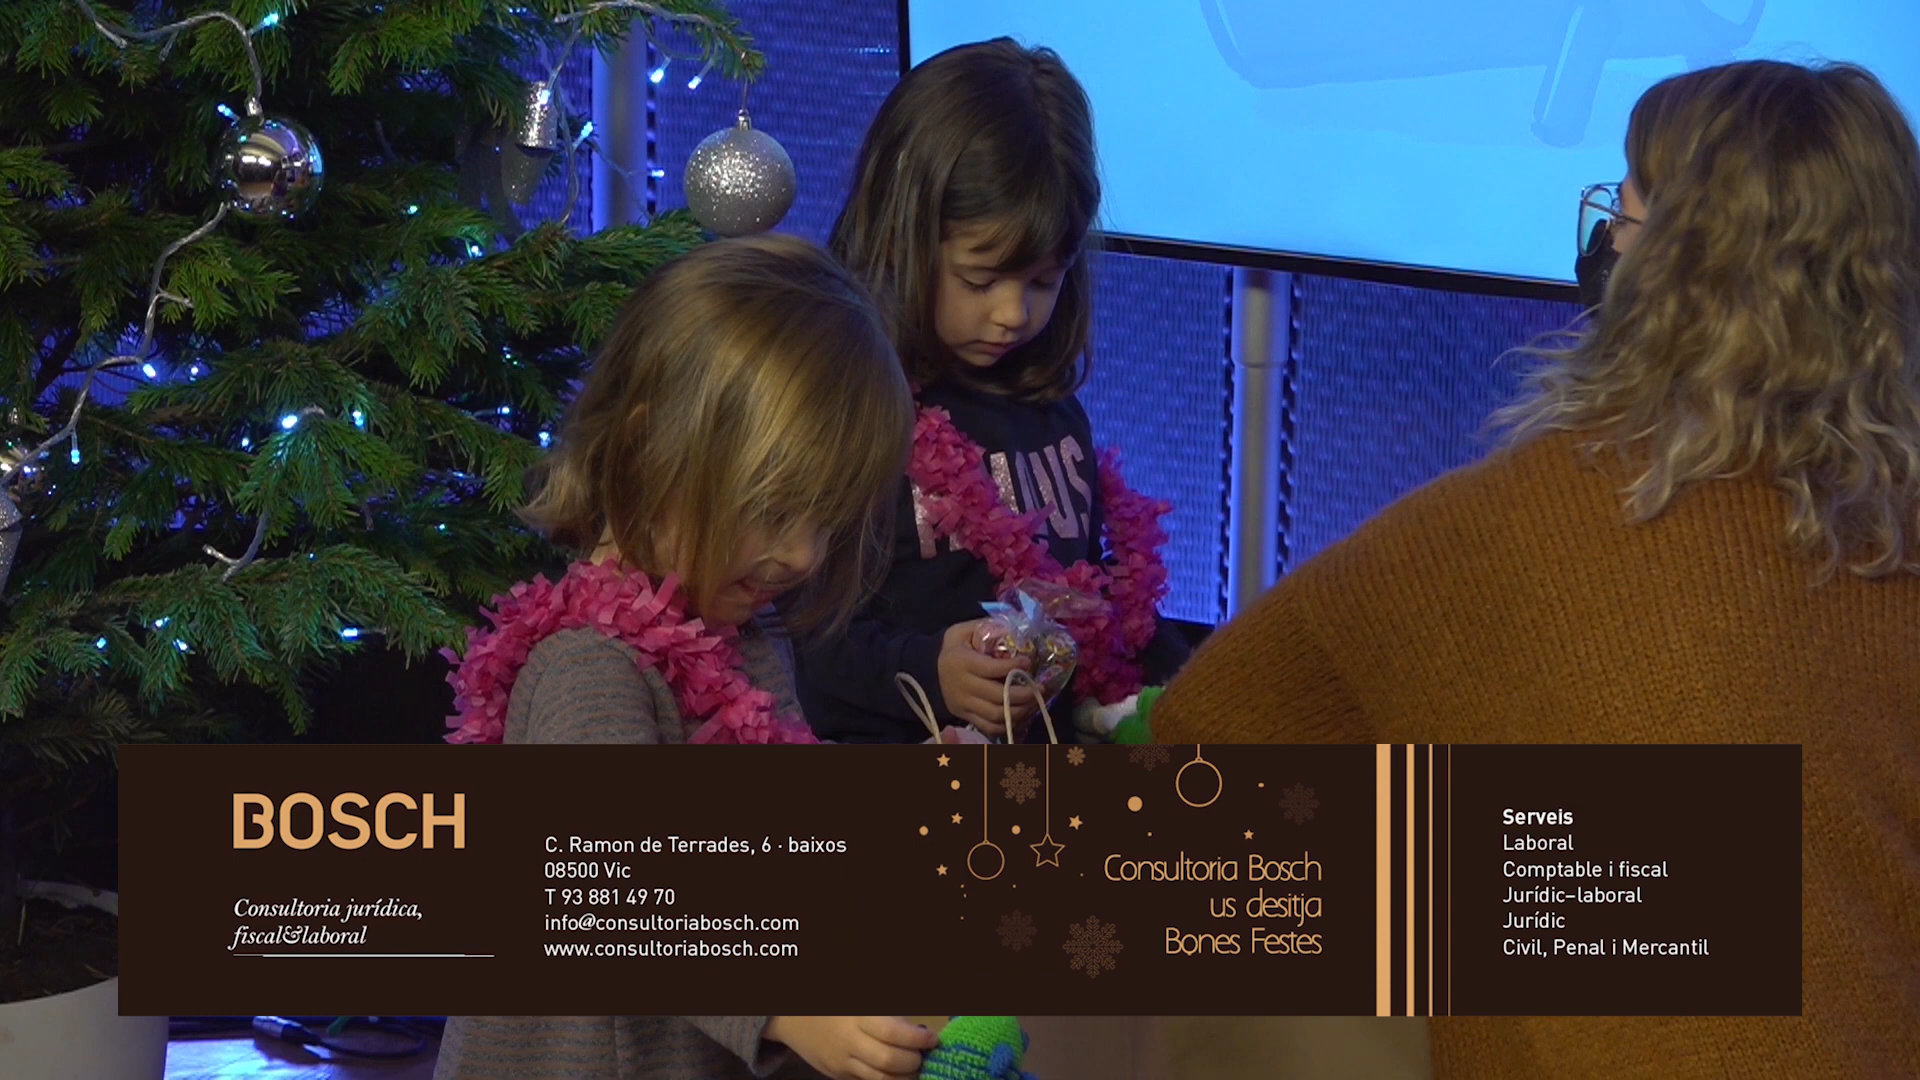 BOSCH
Consultoria jurídica,
fiscal&laboral
C. Ramon de Terrades, 6 · baixos
08500 Vic
T 93 881 49 70
info@consultoriabosch.com
www.consultoriabosch.com
Consultoria Bosch
us desitja
Bones Festes
Serveis
Laboral
Comptable i fiscal
Jurídic–laboral
Jurídic
Civil, Penal i Mercantil